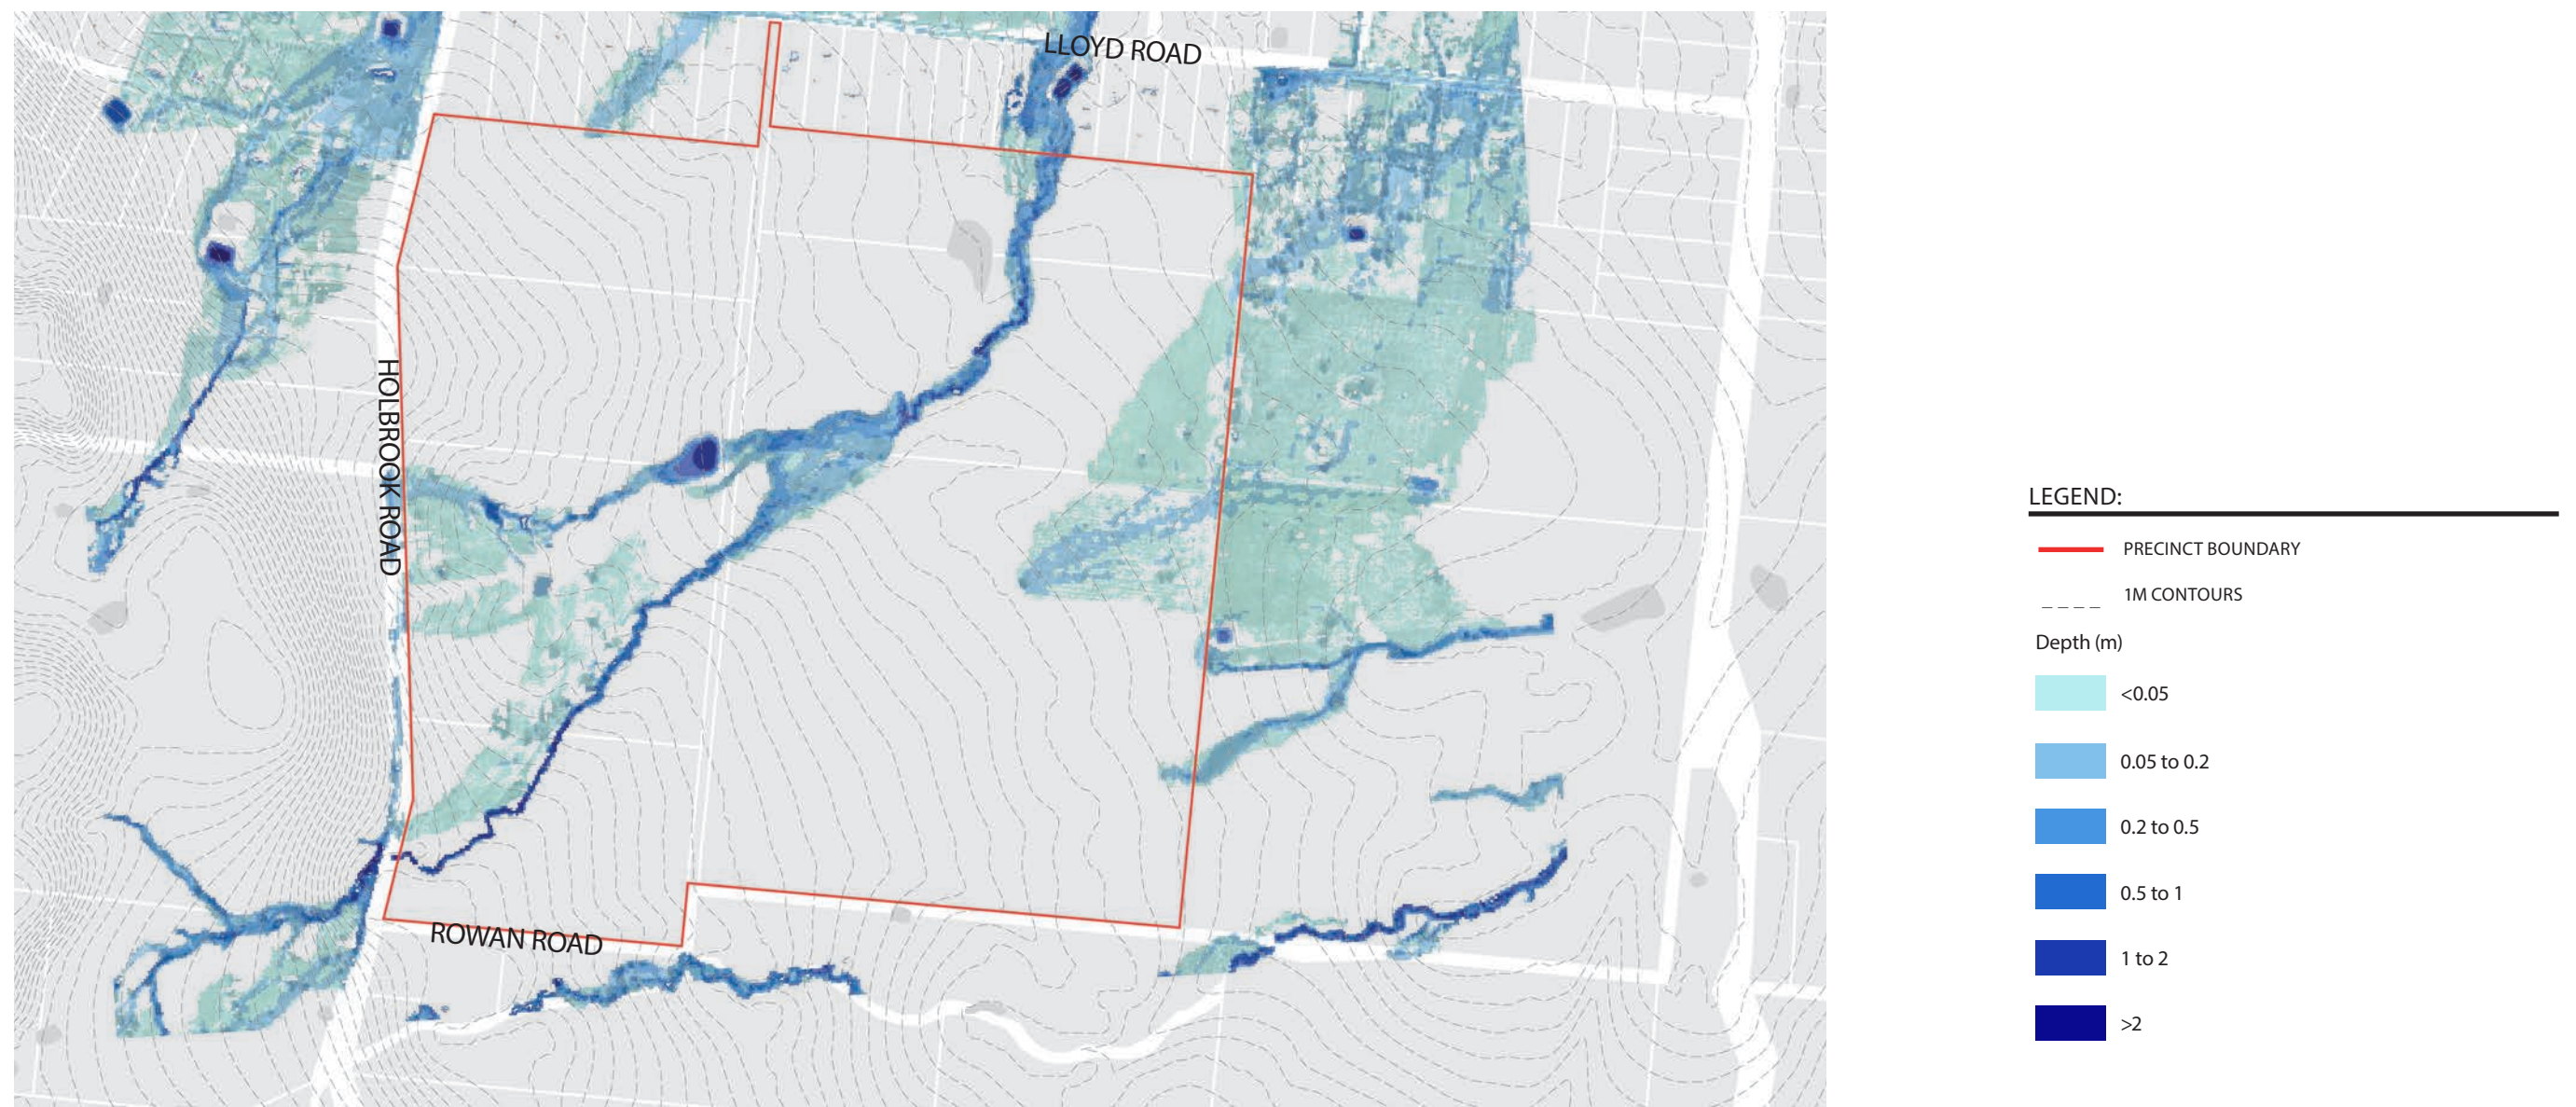 LLOYD ROAD
HOLBROOK ROAD
ROWAN ROAD
LEGEND:
PRECINCT BOUNDARY
1M CONTOURS
Depth (m)
<0.05
0.05 to 0.2
0.2 to 0.5
0.5 to 1
1 to 2
>2